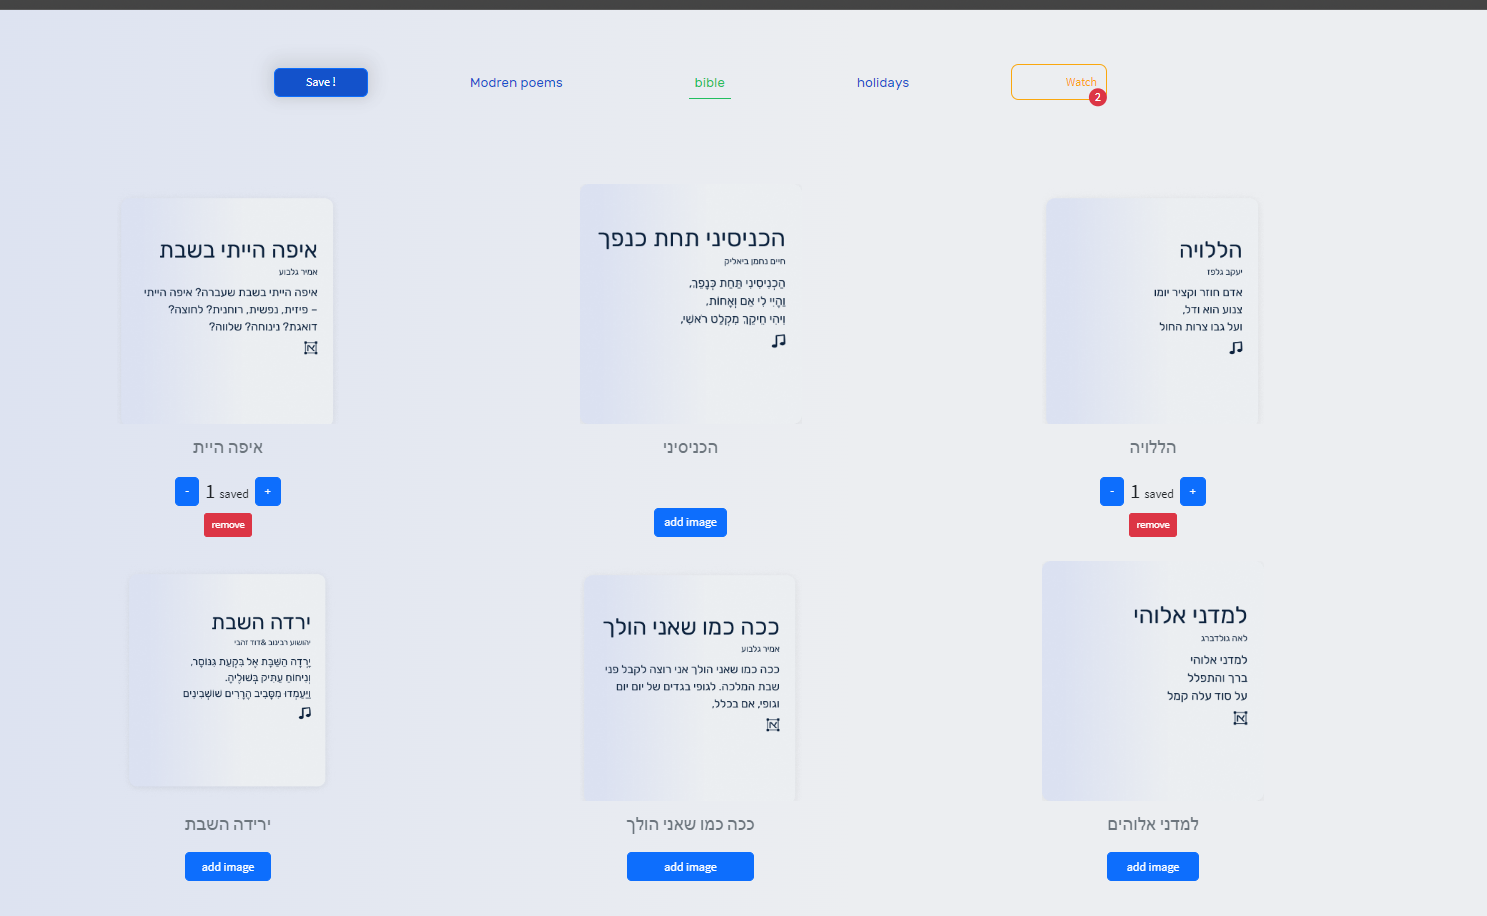 Save !
Modren poems
bible
holidays
Watch
2
איפה הייתי בשבת
אמיר גלבוע
איפה הייתי בשבת שעברה? איפה הייתי
– פיזית, נפשית, רוחנית? לחוצה?
דואגת? נינוחה? שלווה?
איפה היית
- 1 saved +
remove
הכניסיני תחת כנפך
חיים נחמן ביאליק
הַכְנִיסִינִי תַּחַת כְּנָפֵךְ,
וַהֲיִי לִי אֵם וְאָחוֹת,
וִיהִי חֵיקֵךְ מִקְלַט רֹאשִׁי,
הכניסיני
add image
הללויה
יעקב גלפז
אדם חוזר וקציר יומו
צנוע הוא ודל,
ועל גבו צרות החול
הללויה
- 1 saved +
remove
ירדה השבת
יהושוע רבינוב &דוד זהבי
יָרְדָה הַשַּׁבָּת אֶל בִּקְעַת גִּנּוֹסָר,
וְנִיחוֹחַ עַתִּיק בְּשׁוּלֶיהָ.
וַיַּעַמְדוּ מִסָּבִיב הֲרָרִים שׁוֹשְׁבִינִים
ירידה השבת
add image
ככה כמו שאני הולך
אמיר גלבוע
ככה כמו שאני הולך אני רוצה לקבל פני
שבת המלכה. לגופי בגדים של יום יום
וגופי, אם בכלל,
ככה כמו שאני הולך
add image
למדני אלוהי
לאה גולדברג
למדני אלוהי
ברך והתפלל
על סוד עלה קמל
למדני אלוהים
add image